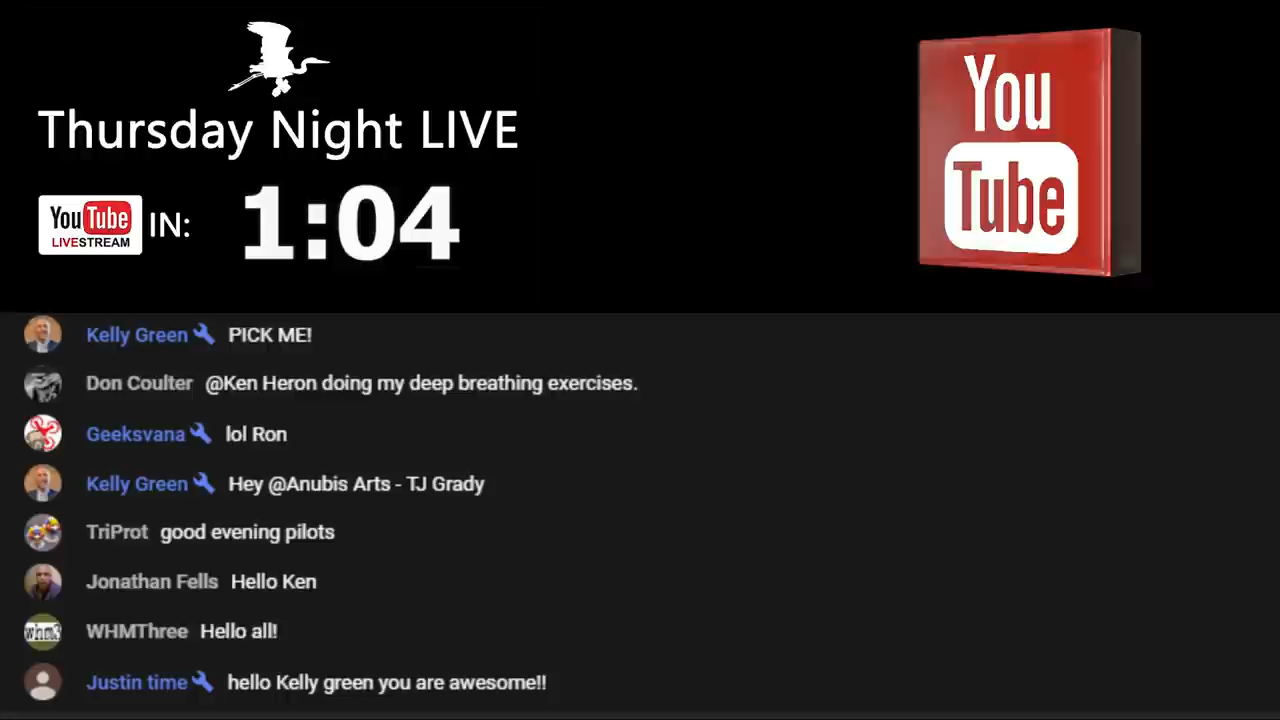 Thursday Night LIVE
YouTube
LIVESTREAM
IN:
1:04
You
Tube
Kelly Green PICK ME!
Don Coulter @Ken Heron doing my deep breathing exercises.
Geeksvana lol Ron
Kelly Green Hey @Anubis Arts - TJ Grady
TriProt good evening pilots
Jonathan Fells Hello Ken
whm3
WHMThree Hello all!
Justin time hello Kelly green you are awesome!!